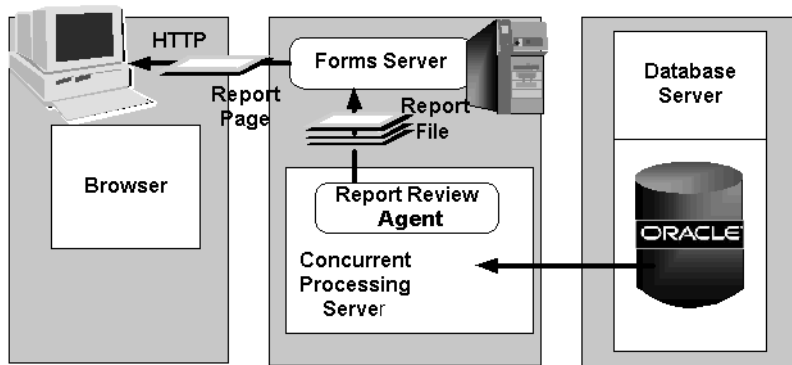 HTTP
Report
Page
Browser
Forms Server
Report
File
Report Review
Agent
Concurrent
Processing
Server
Database
Server
ORACLE